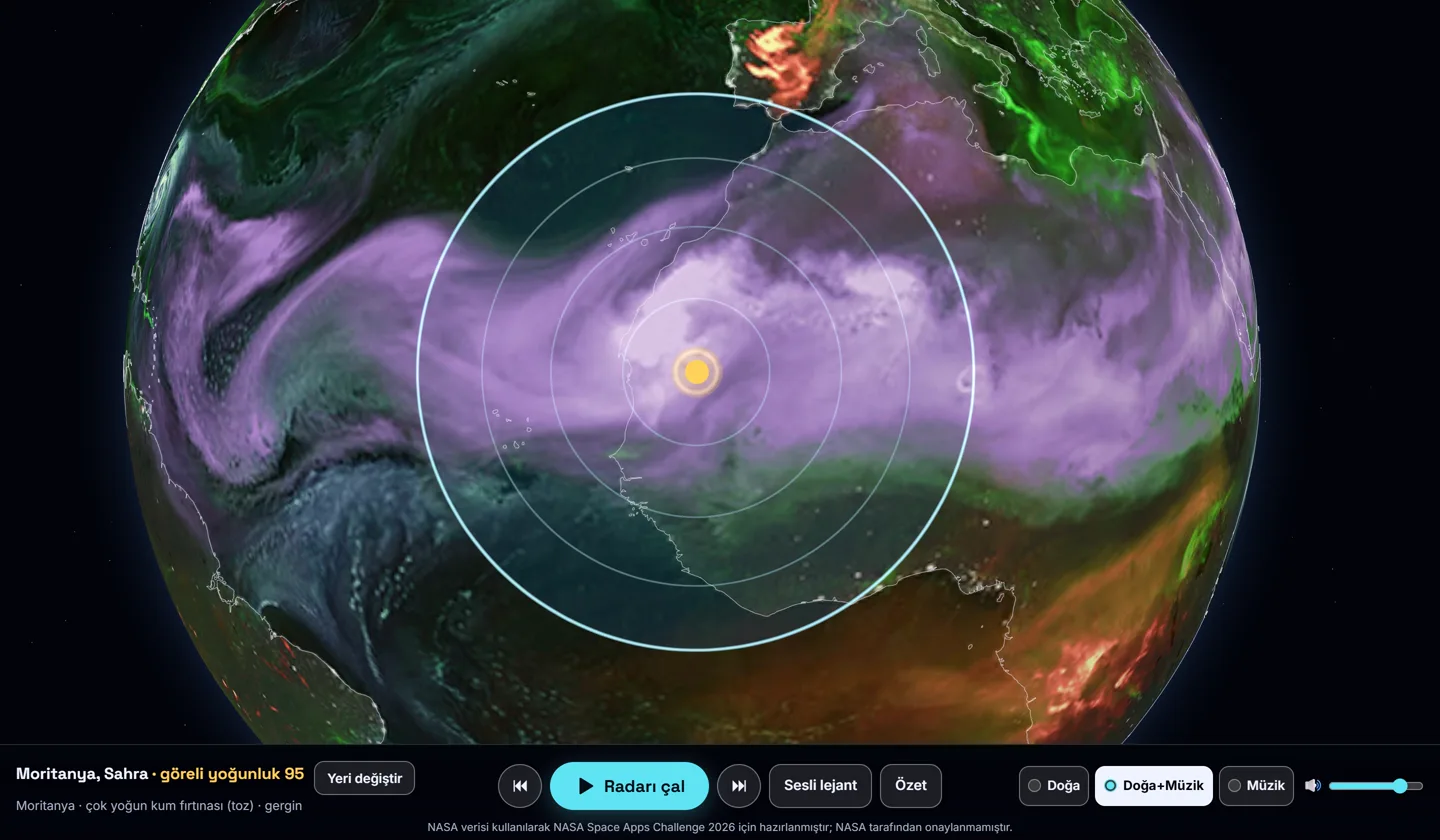 Moritanya, Sahra · göreli yoğunluk 95
Yeri değiştir
Moritanya · çok yoğun kum fırtınası (toz) · gergin
Radarı çal
Sesli lejant
Özet
Doğa
Doğa+Müzik
Müzik
NASA verisi kullanılarak NASA Space Apps Challenge 2026 için hazırlanmıştır; NASA tarafından onaylanmamıştır.